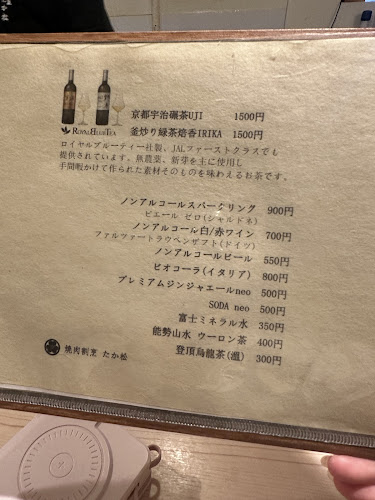 京都宇治碾茶UJI 1500円
ROYAL BLUE TEA 釜炒り緑茶焙香IRIKA 1500円
ロイヤルブルーティー社製、JALファーストクラスでも
提供されています。無農薬、新芽を主に使用し
手間暇かけて作られた素材そのものを味わえるお茶です。
ノンアルコールスパークリング 900円
ピエール ゼロ(シャルドネ)
ノンアルコール白/赤ワイン 700円
ファルツァートラウベンザフト(ドイツ)
ノンアルコールビール 550円
ビオコーラ(イタリア) 800円
プレミアムジンジャエールneo 500円
SODA neo 500円
富士ミネラル水 350円
能勢山水 ウーロン茶 400円
登頂烏龍茶(温) 300円
焼肉割烹 たか松